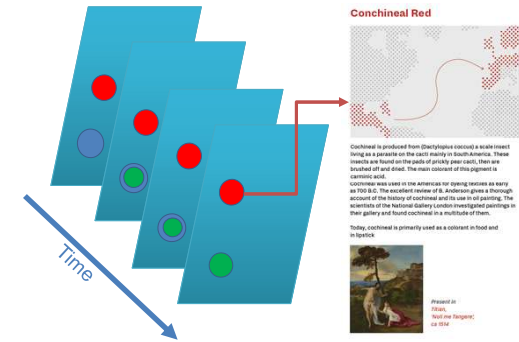 Conchineal Red
Cochineal is produced from (Dactylopius coccus) a scale insect
living as a parasite on the cacti mainly in South-America. These
insects are found on the pads of prickly pear cacti, then are
brushed off and dried. The main colorant of this pigment is
carminic acid.
Cochineal was used in the Americas for dyeing textiles as early
as 700 B.C. The excellent review of B. Anderson gives a thorough
account of the history of cochineal and its use in oil painting. The
scientists of the National Gallery London investigated paintings in
their gallery and found cochineal in a multitude of them.
Today, cochineal is primarily used as a colorant in food and
in lipstick
Time
Present in
Titian,
'Noli me Tangere;
ca 1514